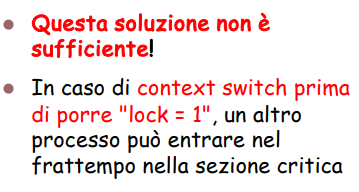 Questa soluzione non è
sufficiente!
In caso di context switch prima
di porre "lock = 1", un altro
processo può entrare nel
frattempo nella sezione critica